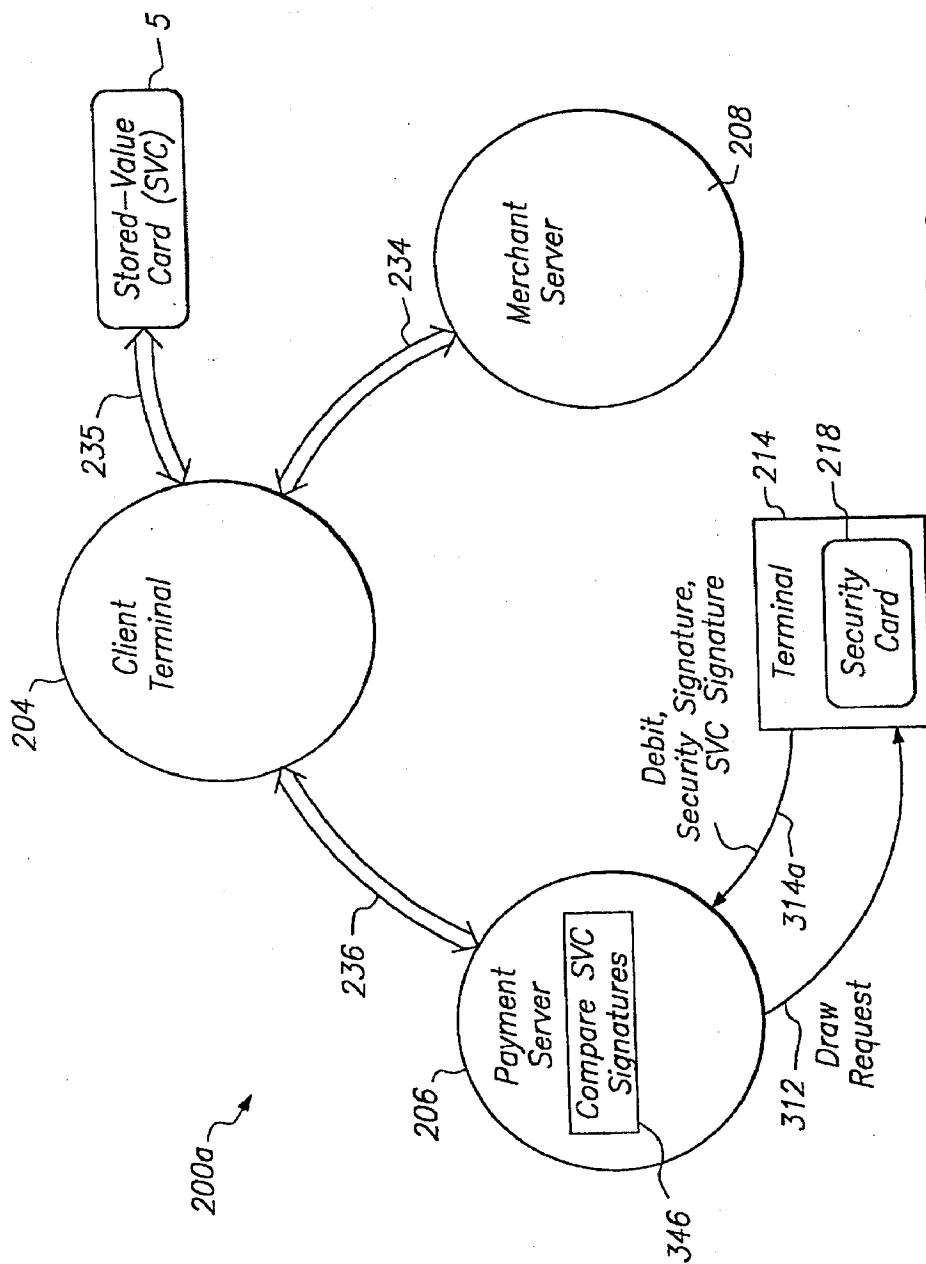 200a
204
Client
Terminal
235
5
Stored-Value
Card (SVC)
236
234
206
Payment
Server
Compare SVC
Signatures
346
Merchant
Server
208
Debit,
Security Signature,
SVC Signature
314a
312
Draw
Request
214
Terminal
218
Security
Card